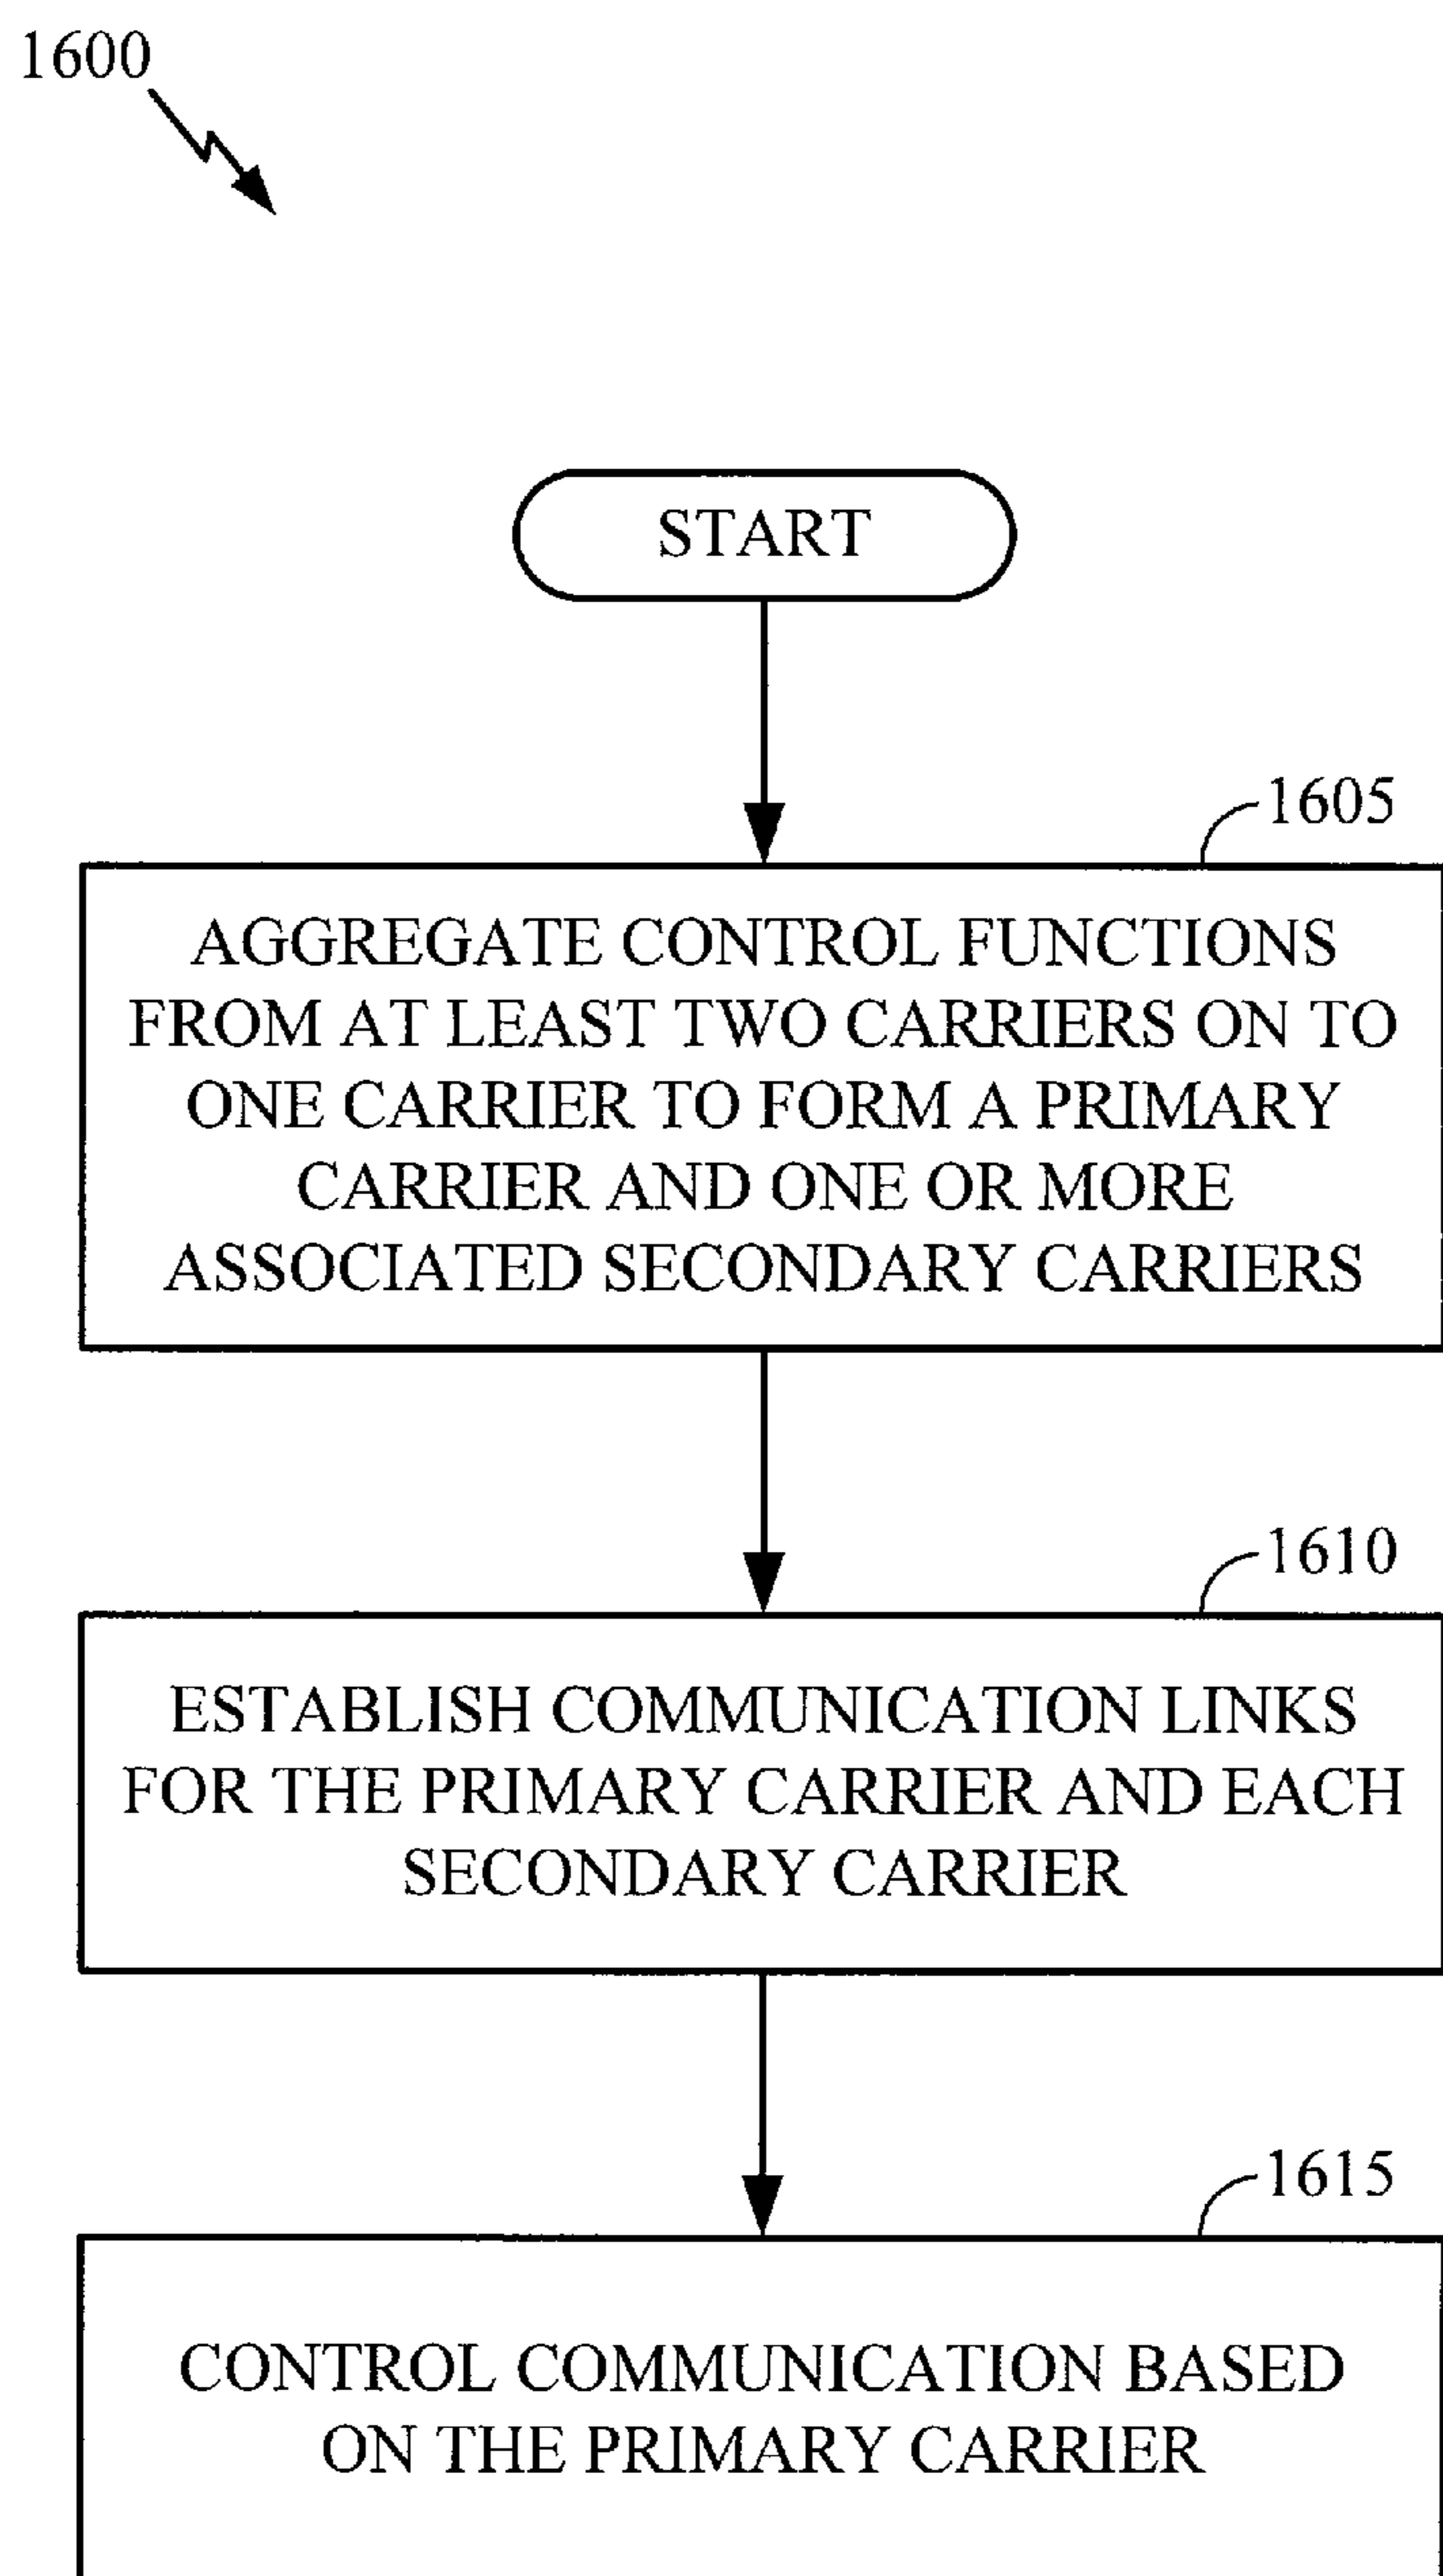 1600
START
1605
AGGREGATE CONTROL FUNCTIONS
FROM AT LEAST TWO CARRIERS ON TO
ONE CARRIER TO FORM A PRIMARY
CARRIER AND ONE OR MORE
ASSOCIATED SECONDARY CARRIERS
1610
ESTABLISH COMMUNICATION LINKS
FOR THE PRIMARY CARRIER AND EACH
SECONDARY CARRIER
1615
CONTROL COMMUNICATION BASED
ON THE PRIMARY CARRIER